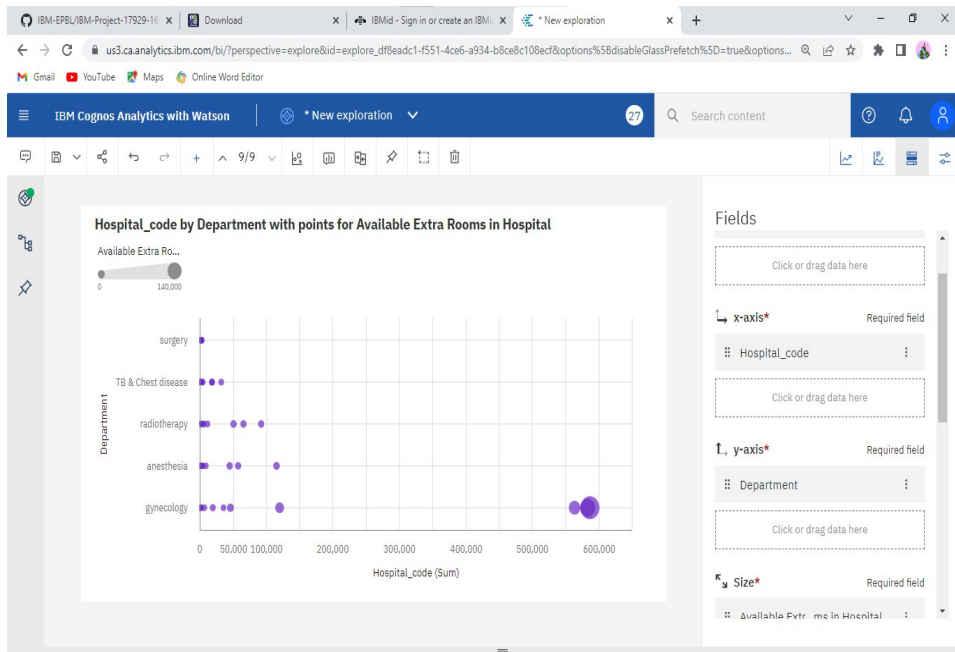 IBM-EPBL/IBM-Project-17929-16 X Download X IBMid - Sign in or create an IBMi X * New exploration X +
us3.ca.analytics.ibm.com/bi/?perspective=explore&id=explore_df8eadc1-f551-4ce6-a934-b8ce8c108ecf&options%5BdisableGlassPrefetch%5D=true&options...
Gmail YouTube Maps Online Word Editor
IBM Cognos Analytics with Watson * New exploration 27 Search content
9/9
Hospital_code by Department with points for Available Extra Rooms in Hospital
Available Extra Ro...
0 140,000
surgery
TB & Chest disease
radiotherapy
anesthesia
gynecology
Department
0 50,000 100,000 200,000 300,000 400,000 500,000 600,000
Hospital_code (Sum)
Fields
Click or drag data here
x-axis* Required field
Hospital_code
Click or drag data here
y-axis* Required field
Department
Click or drag data here
Size* Required field
Available Extr...ms in Hospital